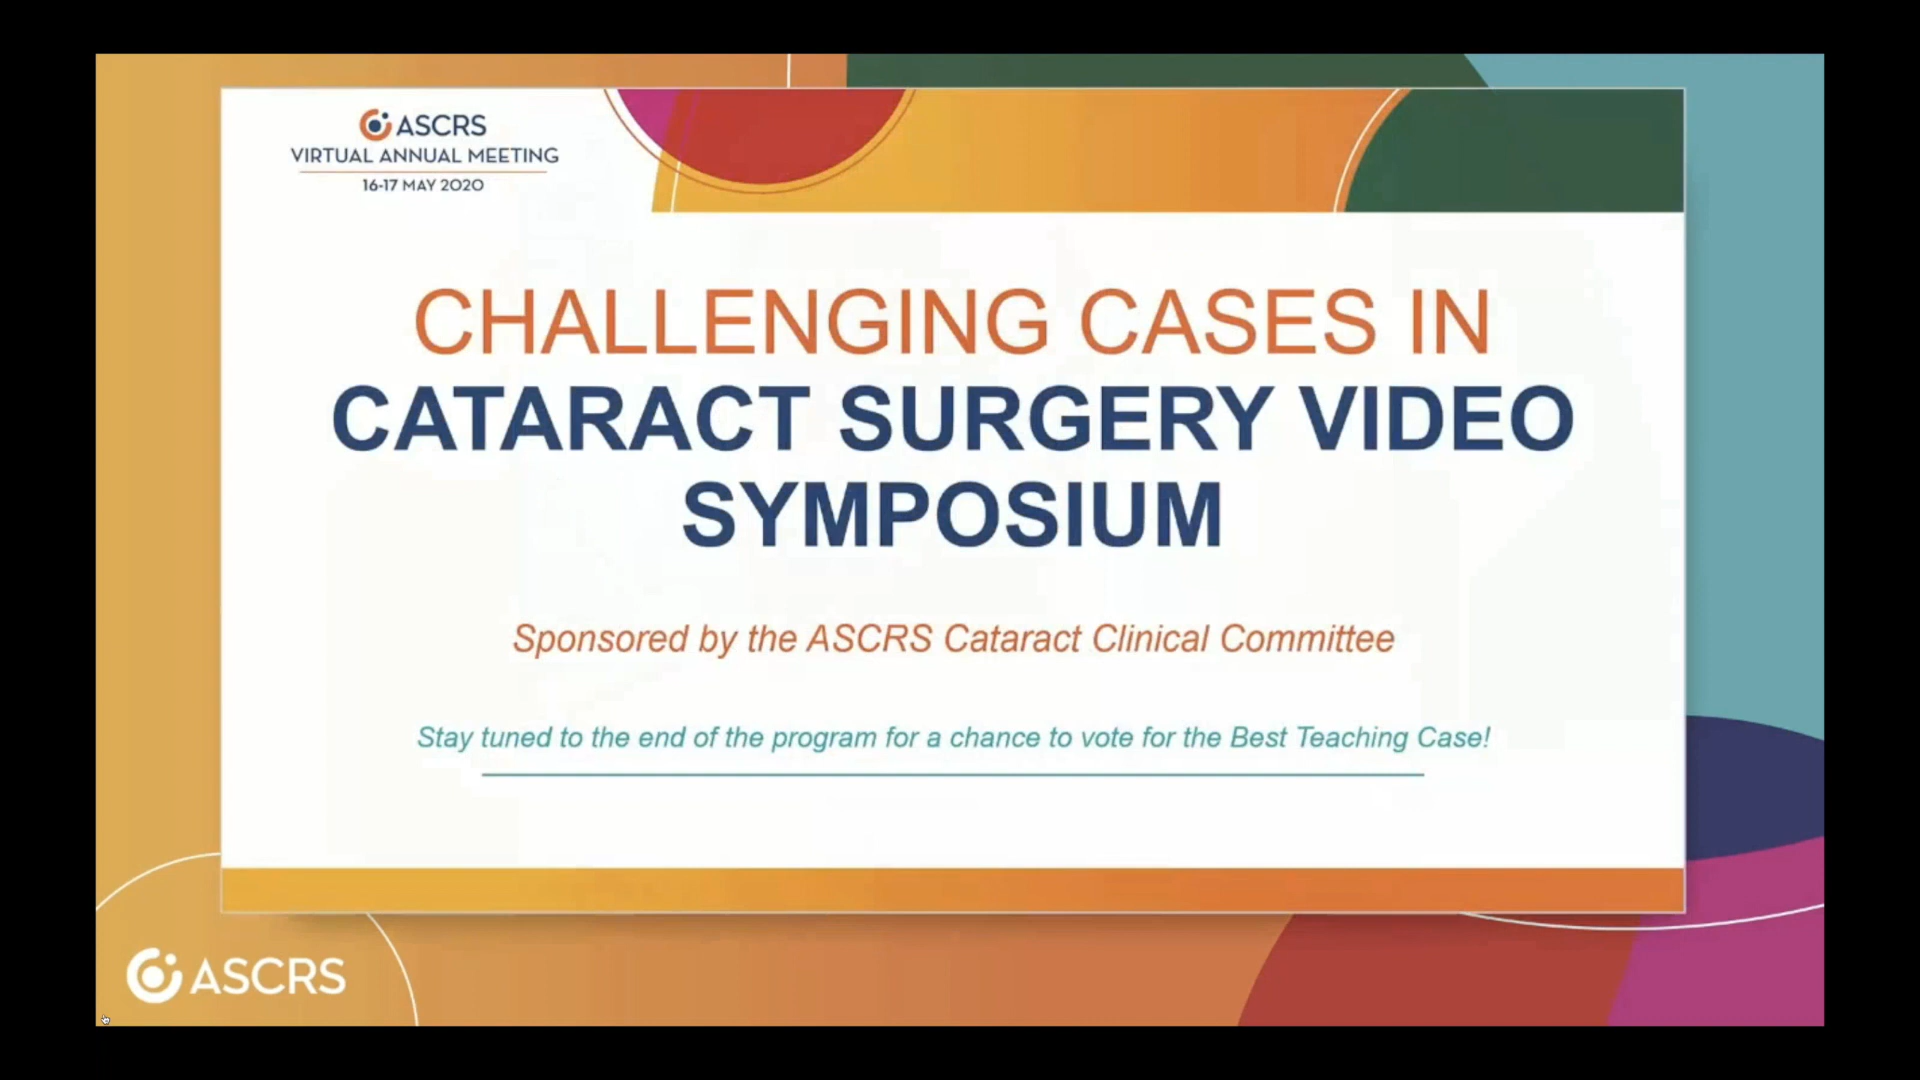 ASCRS
VIRTUAL ANNUAL MEETING
16-17 MAY 2020
CHALLENGING CASES IN
CATARACT SURGERY VIDEO
SYMPOSIUM
Sponsored by the ASCRS Cataract Clinical Committee
Stay tuned to the end of the program for a chance to vote for the Best Teaching Case!
ASCRS